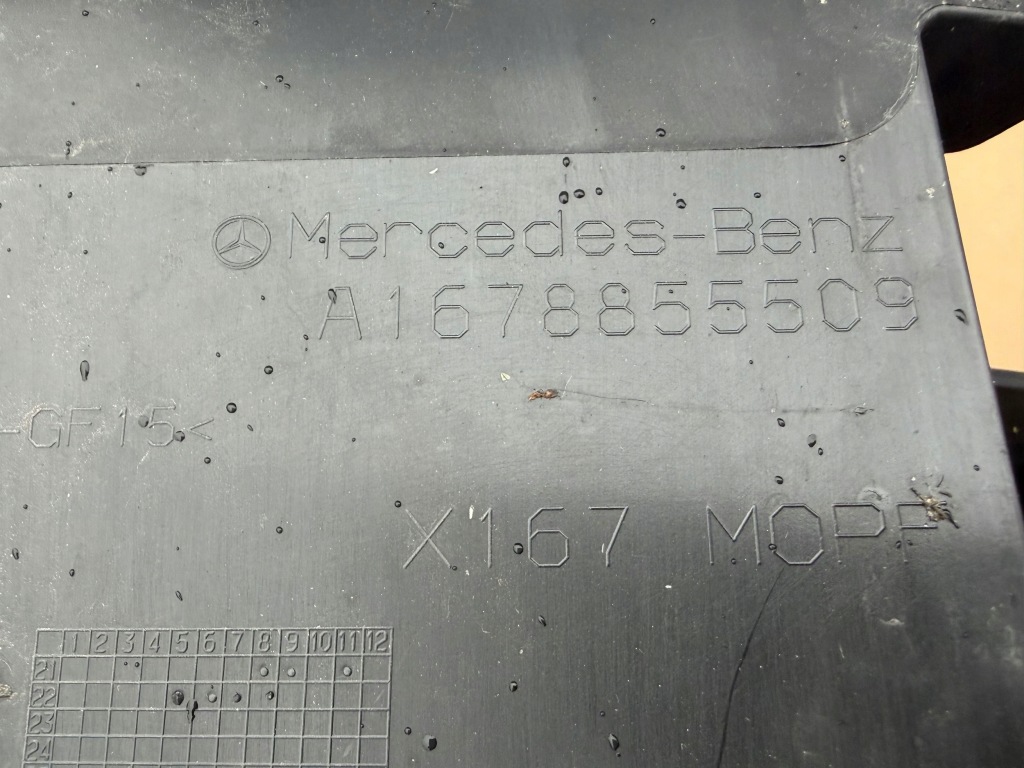 Mercedes-Benz
A1678855509
-GF15<
X167 MOPF
1 2 3 4 5 6 7 8 9 10 11 12
21
22
23
24